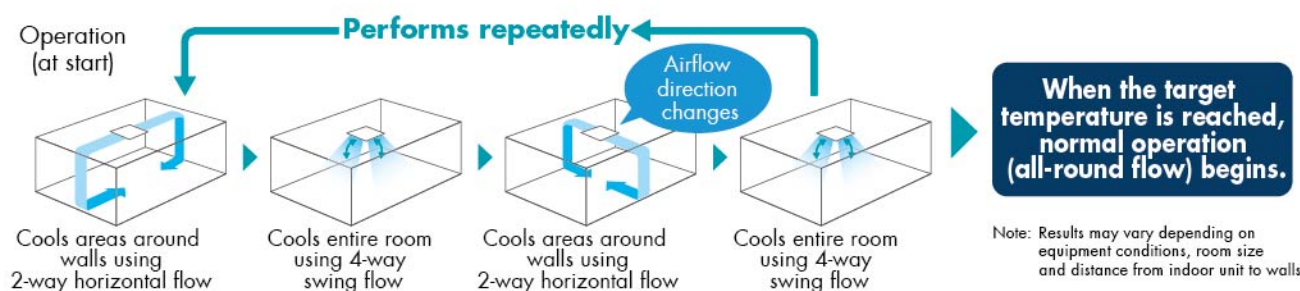 Performs repeatedly
Operation
(at start)
Airflow
direction
changes
Cools areas around
walls using
2-way horizontal flow
Cools entire room
using 4-way
swing flow
Cools areas around
walls using
2-way horizontal flow
Cools entire room
using 4-way
swing flow
When the target
temperature is reached,
normal operation
(all-round flow) begins.
Note: Results may vary depending on
equipment conditions, room size
and distance from indoor unit to walls